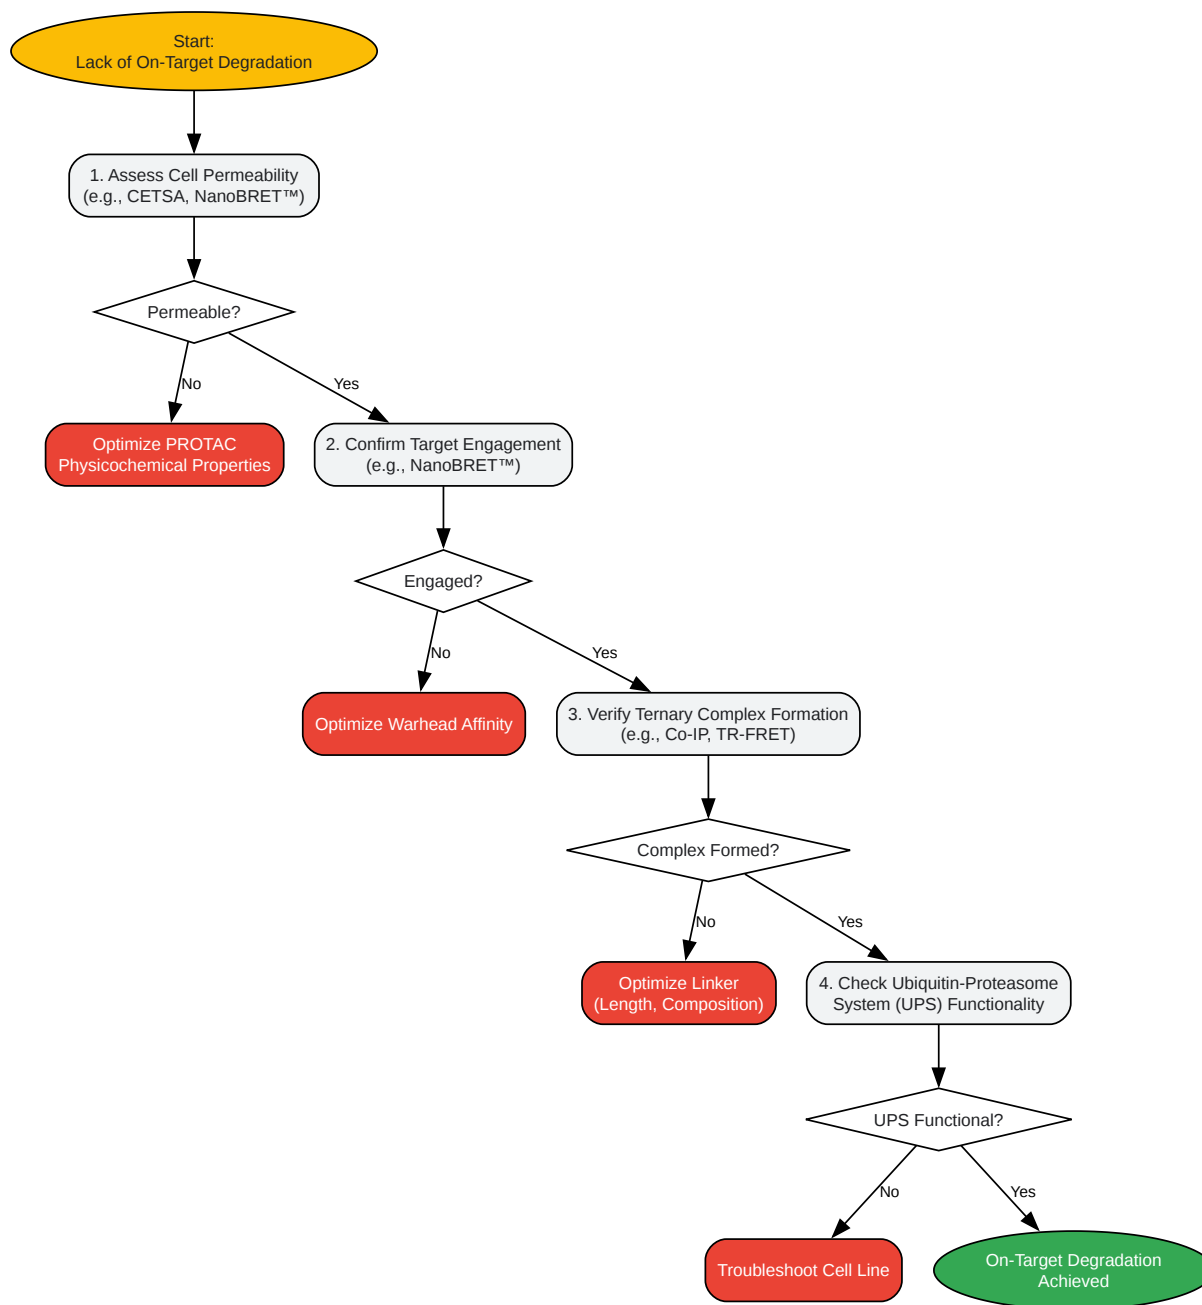 Start:
Lack of On-Target Degradation
1. Assess Cell Permeability
(e.g., CETSA, NanoBRET™)
Permeable?
No
Yes
Optimize PROTAC
Physicochemical Properties
2. Confirm Target Engagement
(e.g., NanoBRET™)
Engaged?
No
Yes
Optimize Warhead Affinity
3. Verify Ternary Complex Formation
(e.g., Co-IP, TR-FRET)
Complex Formed?
No
Yes
Optimize Linker
(Length, Composition)
4. Check Ubiquitin-Proteasome
System (UPS) Functionality
UPS Functional?
No
Yes
Troubleshoot Cell Line
On-Target Degradation
Achieved